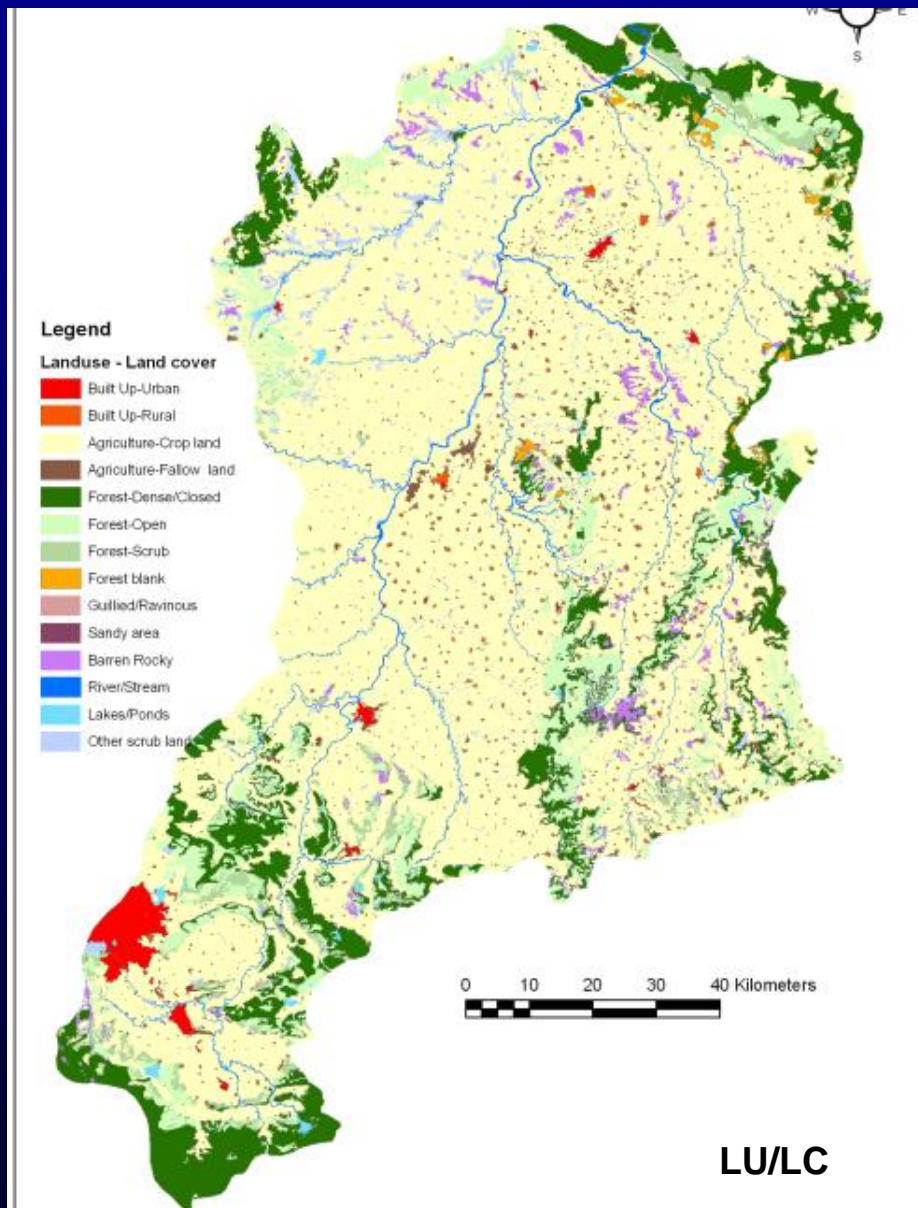 W E
S
Legend
Landuse - Land cover
Built Up-Urban
Built Up-Rural
Agriculture-Crop land
Agriculture-Fallow land
Forest-Dense/Closed
Forest-Open
Forest-Scrub
Forest blank
Guillied/Ravinous
Sandy area
Barren Rocky
River/Stream
Lakes/Ponds
Other scrub land
0 10 20 30 40 Kilometers
LU/LC